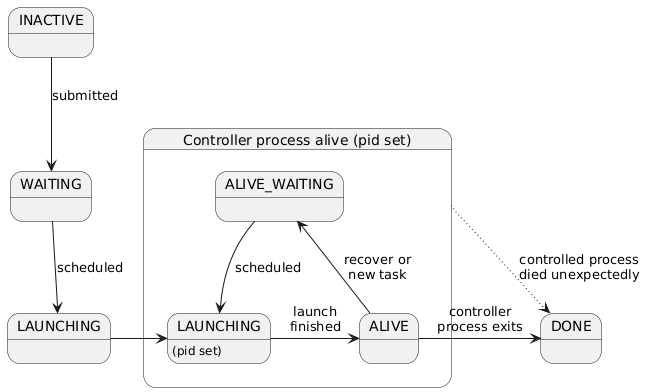 INACTIVE
submitted
Controller process alive (pid set)
WAITING
ALIVE_WAITING
scheduled
scheduled
recover or
new task
controlled process
died unexpectedly
LAUNCHING
LAUNCHING
(pid set)
launch
finished
ALIVE
controller
process exits
DONE